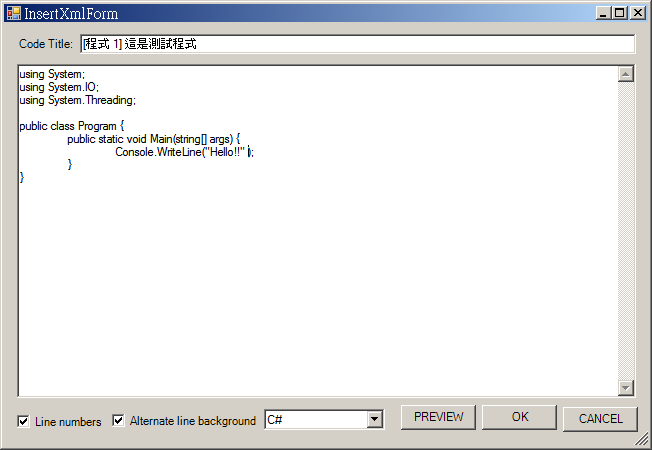 InsertXmlForm
Code Title: [程式 1] 這是測試程式
using System;
using System.IO;
using System.Threading;
public class Program {
public static void Main(string[] args) {
Console.WriteLine("Hello!!" );
}
}
Line numbers Alternate line background C# PREVIEW OK CANCEL